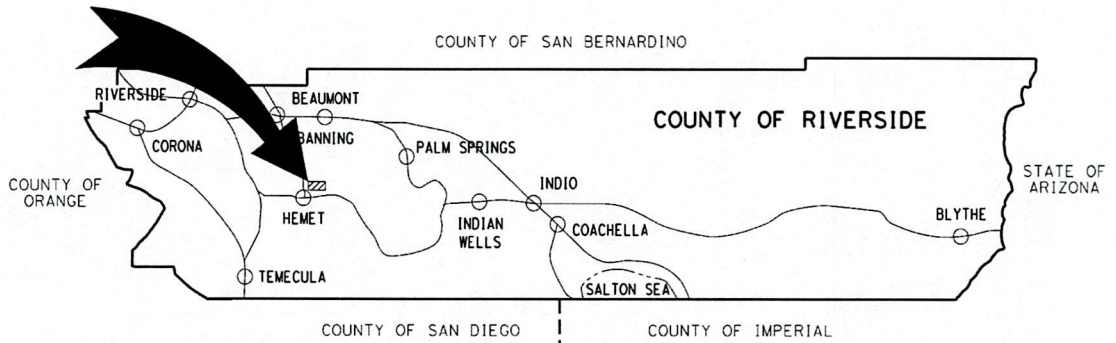 COUNTY OF SAN BERNARDINO
RIVERSIDE
BEAUMONT
BANNING
CORONA
PALM SPRINGS
COUNTY OF RIVERSIDE
COUNTY OF
ORANGE
STATE OF
ARIZONA
HEMET
INDIO
INDIAN
WELLS
COACHELLA
BLYTHE
TEMECULA
SALTON SEA
COUNTY OF SAN DIEGO
COUNTY OF IMPERIAL